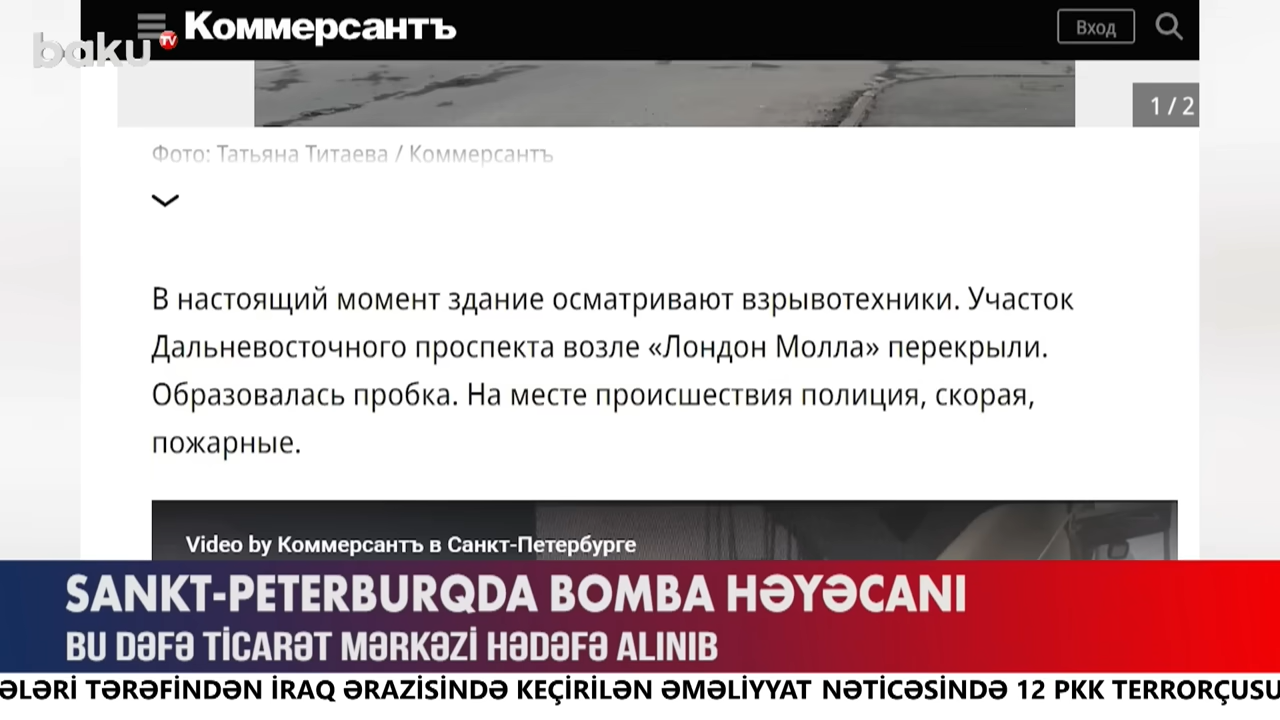 Коммерсантъ
Вход
baku TV
1 / 2
Фото: Татьяна Титаева / Коммерсантъ
В настоящий момент здание осматривают взрывотехники. Участок
Дальневосточного проспекта возле «Лондон Молла» перекрыли.
Образовалась пробка. На месте происшествия полиция, скорая,
пожарные.
Video by Коммерсантъ в Санкт-Петербурге
SANKT-PETERBURQDA BOMBA HƏYƏCANI
BU DƏFƏ TİCARƏT MƏRKƏZİ HƏDƏFƏ ALINIB
ƏLƏRİ TƏRƏFİNDƏN İRAQ ƏRAZİSİNDƏ KEÇİRİLƏN ƏMƏLİYYAT NƏTİCƏSİNDƏ 12 PKK TERRORÇUSU